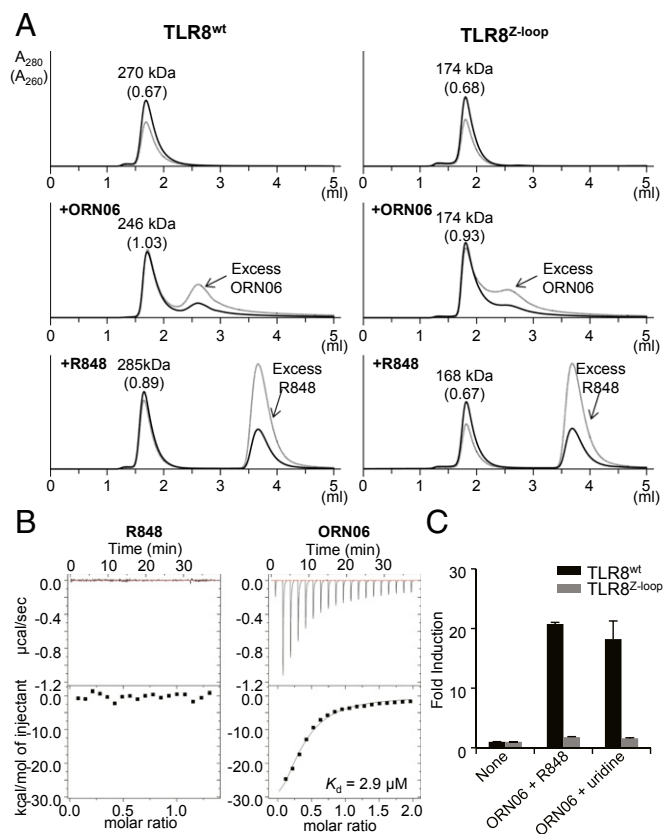 A
TLR8wt
TLR8Z-loop
A280
(A260)
270 kDa
(0.67)
174 kDa
(0.68)
0 1 2 3 4 5
(ml)
0 1 2 3 4 5
(ml)
+ORN06
246 kDa
(1.03)
Excess
ORN06
+ORN06
174 kDa
(0.93)
Excess
ORN06
0 1 2 3 4 5
(ml)
0 1 2 3 4 5
(ml)
+R848
285kDa
(0.89)
Excess
R848
+R848
168 kDa
(0.67)
Excess
R848
0 1 2 3 4 5
(ml)
0 1 2 3 4 5
(ml)
B
R848
Time (min)
0 10 20 30
µcal/sec
0.0
-0.4
-0.8
-1.2
kcal/mol of injectant
0.0
-10.0
-20.0
-30.0
0.0 0.5 1.0
molar ratio
ORN06
Time (min)
0 10 20 30
0.0
-0.4
-0.8
-1.2
0.0
-10.0
-20.0
-30.0
Kd = 2.9 µM
0.0 0.5 1.0 1.5 2.0
molar ratio
C
TLR8wt
TLR8Z-loop
Fold Induction
30
20
10
0
None
ORN06 + R848
ORN06 + uridine